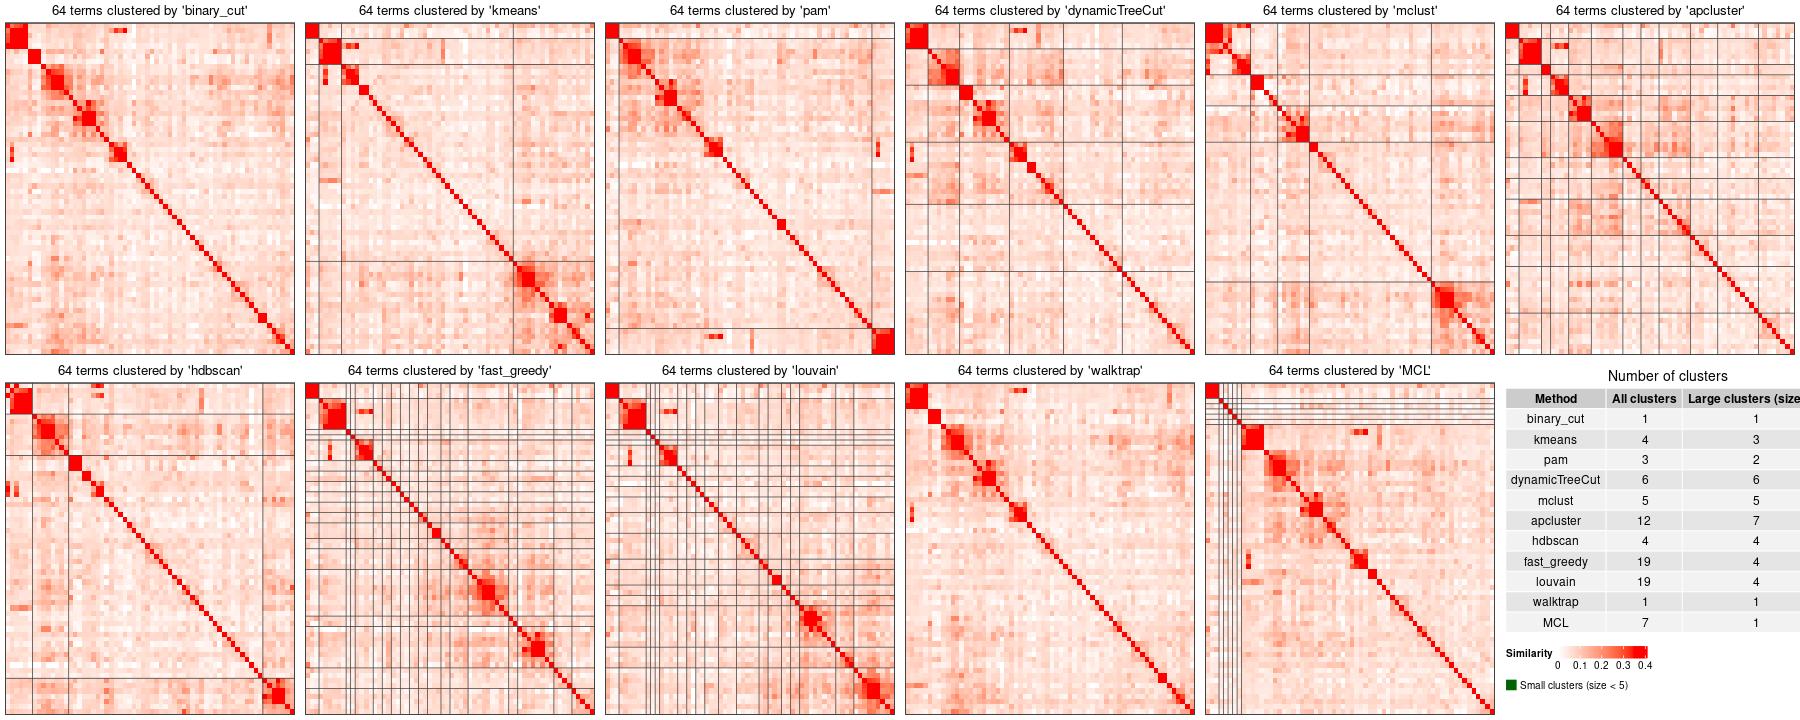 64 terms clustered by 'binary_cut'
64 terms clustered by 'kmeans'
64 terms clustered by 'pam'
64 terms clustered by 'dynamicTreeCut'
64 terms clustered by 'mclust'
64 terms clustered by 'apcluster'
64 terms clustered by 'hdbscan'
64 terms clustered by 'fast_greedy'
64 terms clustered by 'louvain'
64 terms clustered by 'walktrap'
64 terms clustered by 'MCL'
Number of clusters
Method All clusters Large clusters (size
binary_cut 1 1
kmeans 4 3
pam 3 2
dynamicTreeCut 6 6
mclust 5 5
apcluster 12 7
hdbscan 4 4
fast_greedy 19 4
louvain 19 4
walktrap 1 1
MCL 7 1
Similarity
0 0.1 0.2 0.3 0.4
Small clusters (size < 5)